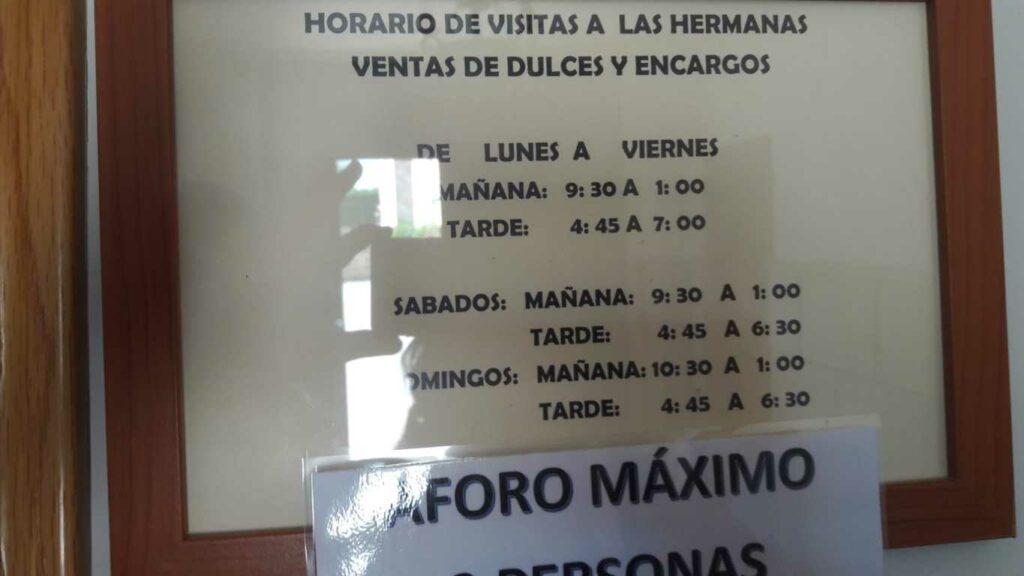 HORARIO DE VISITAS A LAS HERMANAS
VENTAS DE DULCES Y ENCARGOS
DE LUNES A VIERNES
MAÑANA: 9: 30 A 1: 00
TARDE: 4: 45 A 7: 00
SABADOS: MAÑANA: 9: 30 A 1: 00
TARDE: 4: 45 A 6: 30
DOMINGOS: MAÑANA: 10: 30 A 1: 00
TARDE: 4: 45 A 6: 30
AFORO MÁXIMO
PERSONAS